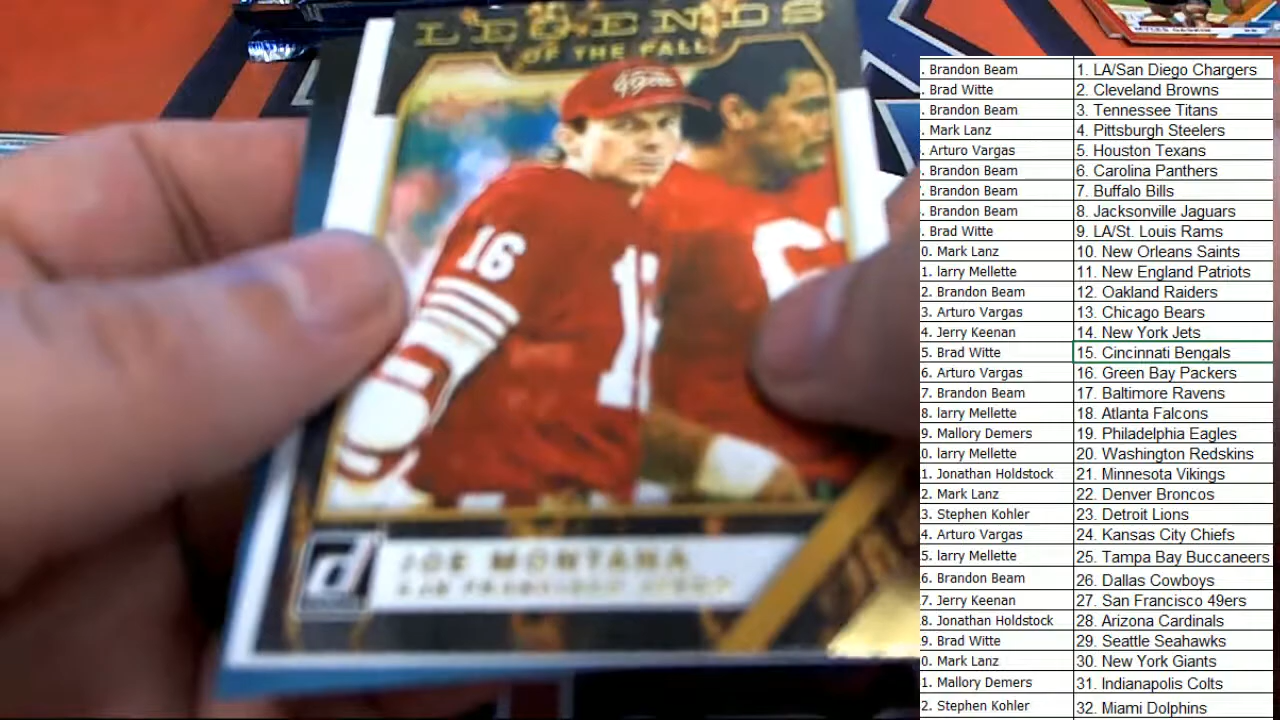 LEGENDS
OF THE FALL
49ers
16
16
6
d
JOE MONTANA
SAN FRANCISCO 49ERS
. Brandon Beam 1. LA/San Diego Chargers
. Brad Witte 2. Cleveland Browns
. Brandon Beam 3. Tennessee Titans
. Mark Lanz 4. Pittsburgh Steelers
. Arturo Vargas 5. Houston Texans
. Brandon Beam 6. Carolina Panthers
. Brandon Beam 7. Buffalo Bills
. Brandon Beam 8. Jacksonville Jaguars
. Brad Witte 9. LA/St. Louis Rams
0. Mark Lanz 10. New Orleans Saints
1. larry Mellette 11. New England Patriots
2. Brandon Beam 12. Oakland Raiders
3. Arturo Vargas 13. Chicago Bears
4. Jerry Keenan 14. New York Jets
5. Brad Witte 15. Cincinnati Bengals
6. Arturo Vargas 16. Green Bay Packers
7. Brandon Beam 17. Baltimore Ravens
8. larry Mellette 18. Atlanta Falcons
9. Mallory Demers 19. Philadelphia Eagles
0. larry Mellette 20. Washington Redskins
1. Jonathan Holdstock 21. Minnesota Vikings
2. Mark Lanz 22. Denver Broncos
3. Stephen Kohler 23. Detroit Lions
4. Arturo Vargas 24. Kansas City Chiefs
5. larry Mellette 25. Tampa Bay Buccaneers
6. Brandon Beam 26. Dallas Cowboys
7. Jerry Keenan 27. San Francisco 49ers
8. Jonathan Holdstock 28. Arizona Cardinals
9. Brad Witte 29. Seattle Seahawks
0. Mark Lanz 30. New York Giants
1. Mallory Demers 31. Indianapolis Colts
2. Stephen Kohler 32. Miami Dolphins